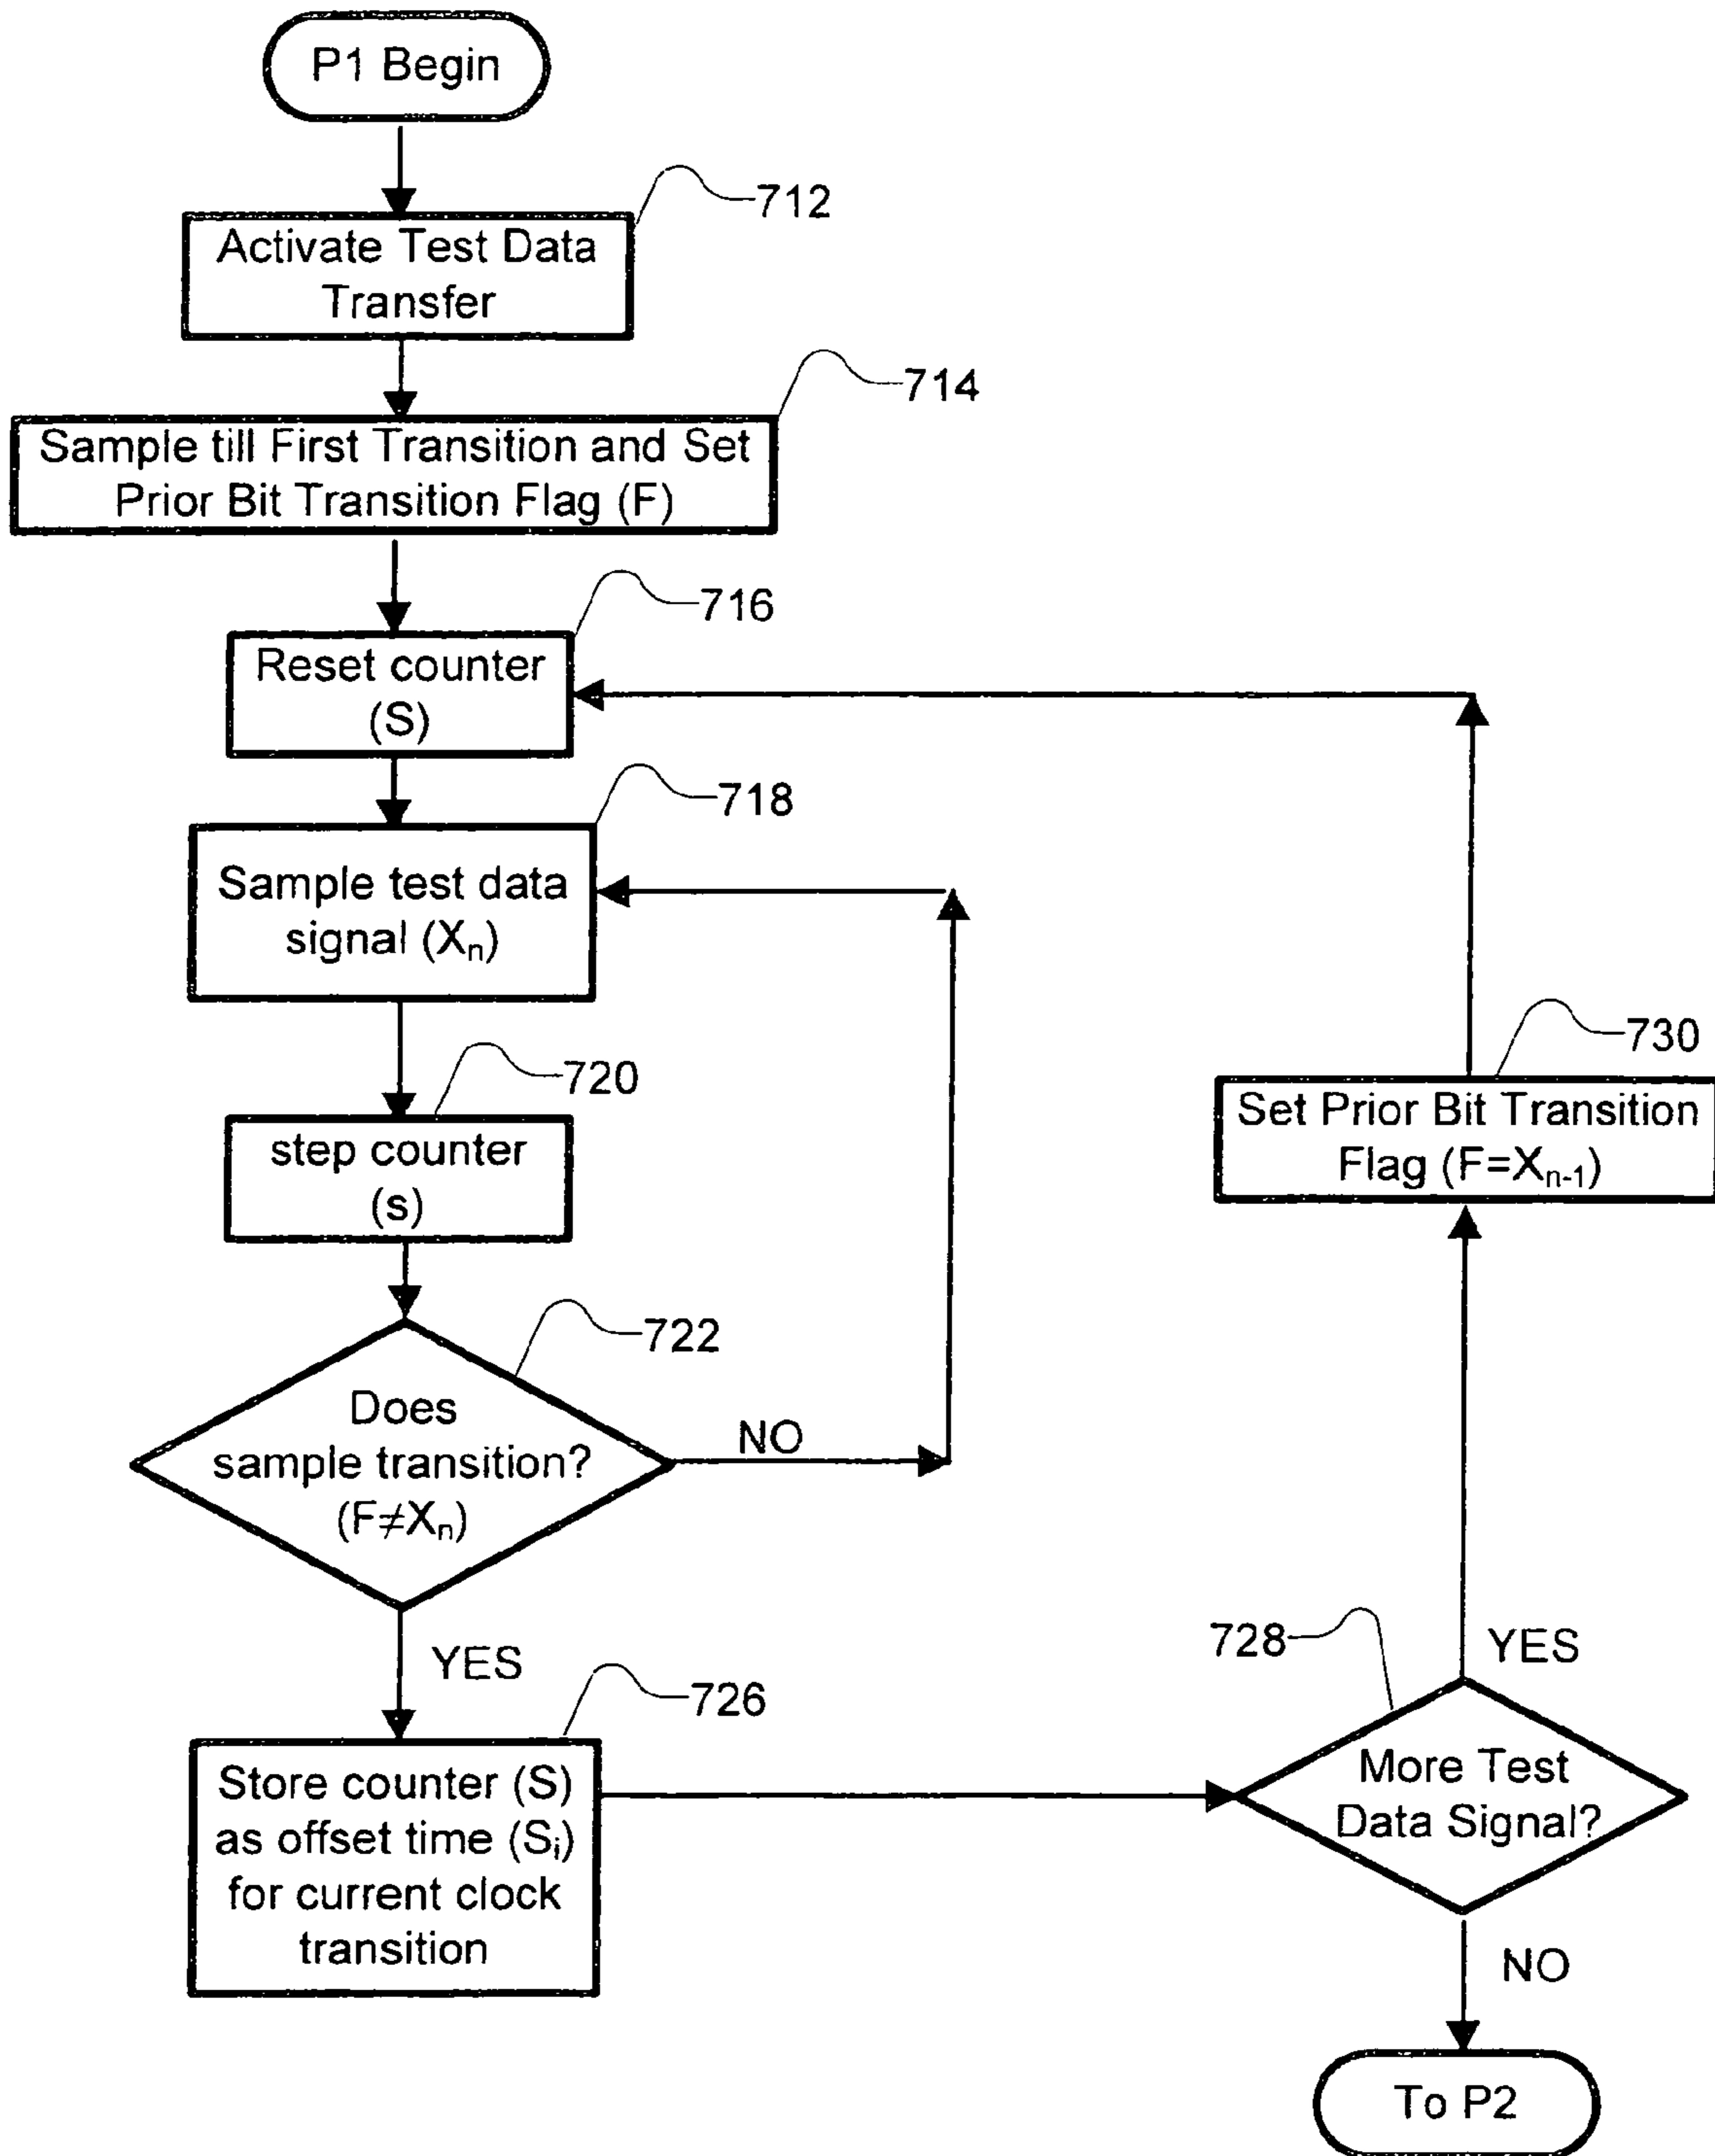 P1 Begin
712
Activate Test Data
Transfer
714
Sample till First Transition and Set
Prior Bit Transition Flag (F)
716
Reset counter
(S)
718
Sample test data
signal (Xn)
720
step counter
(s)
730
Set Prior Bit Transition
Flag (F=Xn-1)
722
Does
sample transition?
(F≠Xn)
NO
YES
726
Store counter (S)
as offset time (Si)
for current clock
transition
728
YES
More Test
Data Signal?
NO
To P2